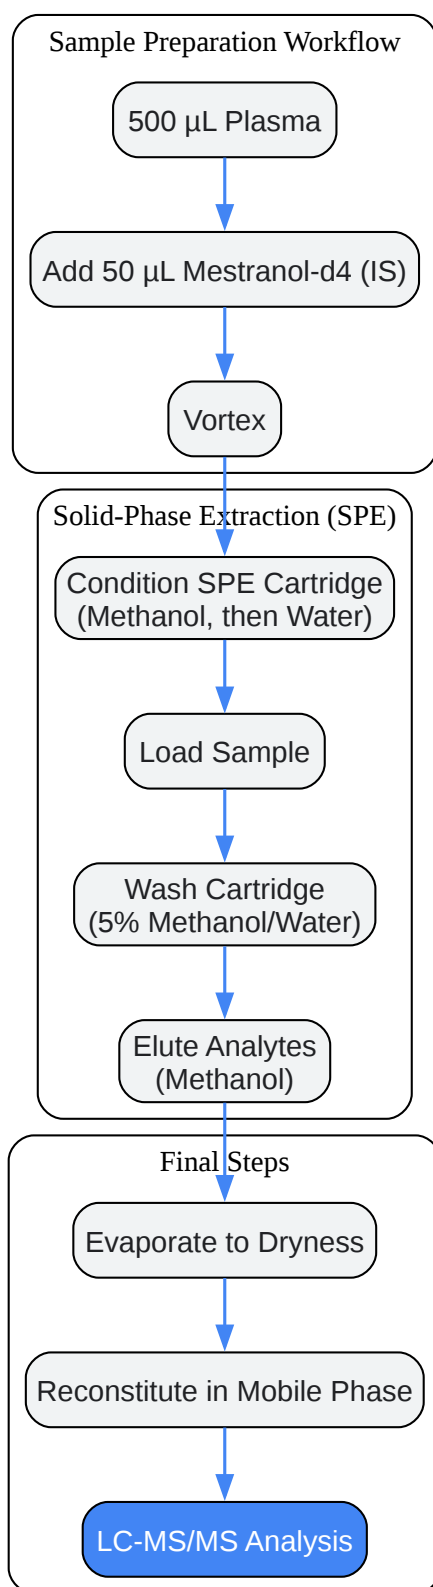 Sample Preparation Workflow
500 µL Plasma
Add 50 µL Mestranol-d4 (IS)
Vortex
Solid-Phase Extraction (SPE)
Condition SPE Cartridge
(Methanol, then Water)
Load Sample
Wash Cartridge
(5% Methanol/Water)
Elute Analytes
(Methanol)
Final Steps
Evaporate to Dryness
Reconstitute in Mobile Phase
LC-MS/MS Analysis